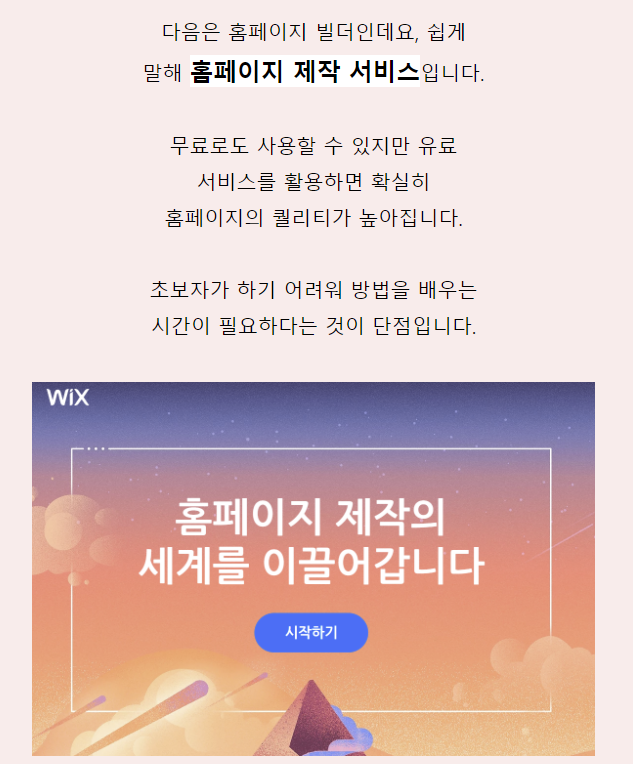 다음은 홈페이지 빌더인데요, 쉽게
말해 홈페이지 제작 서비스입니다.
무료로도 사용할 수 있지만 유료
서비스를 활용하면 확실히
홈페이지의 퀄리티가 높아집니다.
초보자가 하기 어려워 방법을 배우는
시간이 필요하다는 것이 단점입니다.
WiX
홈페이지 제작의
세계를 이끌어갑니다
시작하기